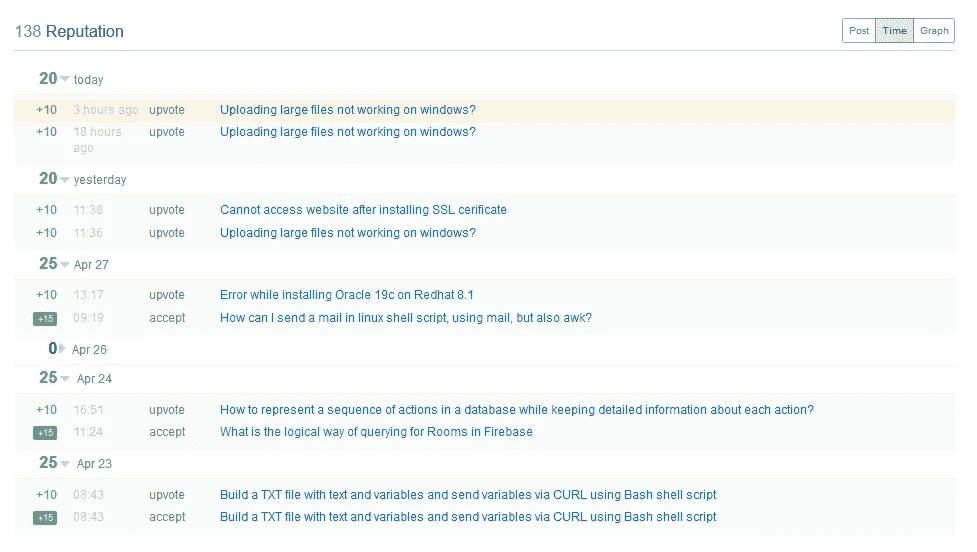 138 Reputation
Post Time Graph
20 today
+10 3 hours ago upvote Uploading large files not working on windows?
+10 18 hours ago upvote Uploading large files not working on windows?
20 yesterday
+10 11:38 upvote Cannot access website after installing SSL cerificate
+10 11:36 upvote Uploading large files not working on windows?
25 Apr 27
+10 13:17 upvote Error while installing Oracle 19c on Redhat 8.1
+15 09:19 accept How can I send a mail in linux shell script, using mail, but also awk?
0 Apr 26
25 Apr 24
+10 16:51 upvote How to represent a sequence of actions in a database while keeping detailed information about each action?
+15 11:24 accept What is the logical way of querying for Rooms in Firebase
25 Apr 23
+10 08:43 upvote Build a TXT file with text and variables and send variables via CURL using Bash shell script
+15 08:43 accept Build a TXT file with text and variables and send variables via CURL using Bash shell script